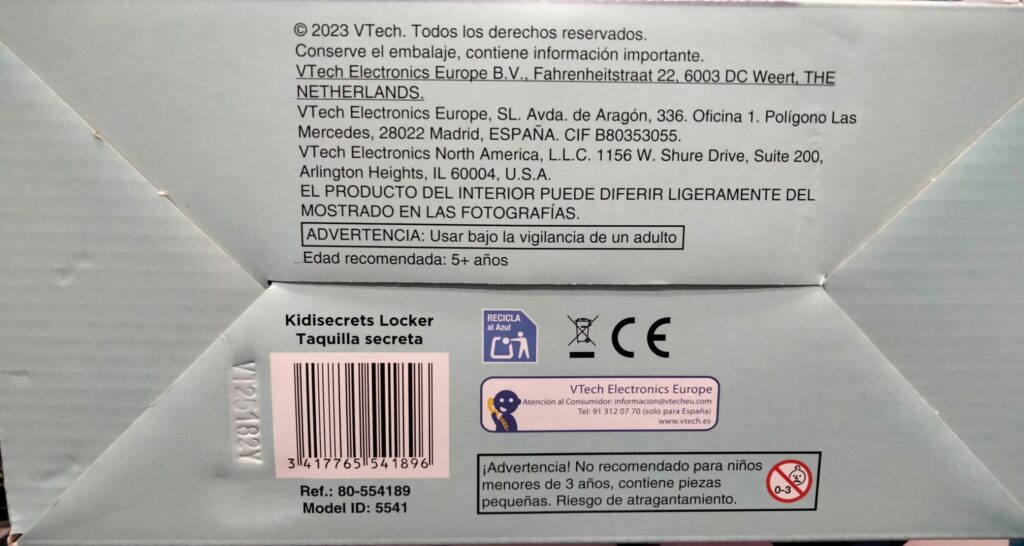 © 2023 VTech. Todos los derechos reservados.
Conserve el embalaje, contiene información importante.
VTech Electronics Europe B.V., Fahrenheitstraat 22, 6003 DC Weert, THE
NETHERLANDS.
VTech Electronics Europe, SL. Avda. de Aragón, 336. Oficina 1. Polígono Las
Mercedes, 28022 Madrid, ESPAÑA. CIF B80353055.
VTech Electronics North America, L.L.C. 1156 W. Shure Drive, Suite 200,
Arlington Heights, IL 60004, U.S.A.
EL PRODUCTO DEL INTERIOR PUEDE DIFERIR LIGERAMENTE DEL
MOSTRADO EN LAS FOTOGRAFÍAS.
ADVERTENCIA: Usar bajo la vigilancia de un adulto
Edad recomendada: 5+ años
Kidisecrets Locker
Taquilla secreta
VT25182Y
3 417765 541896
Ref.: 80-554189
Model ID: 5541
RECICLA
al Azul
CE
VTech Electronics Europe
Atención al Consumidor: informacion@vtecheu.com
Tel: 91 312 07 70 (solo para España)
www.vtech.es
¡Advertencia! No recomendado para niños
menores de 3 años, contiene piezas
pequeñas. Riesgo de atragantamiento.
0-3